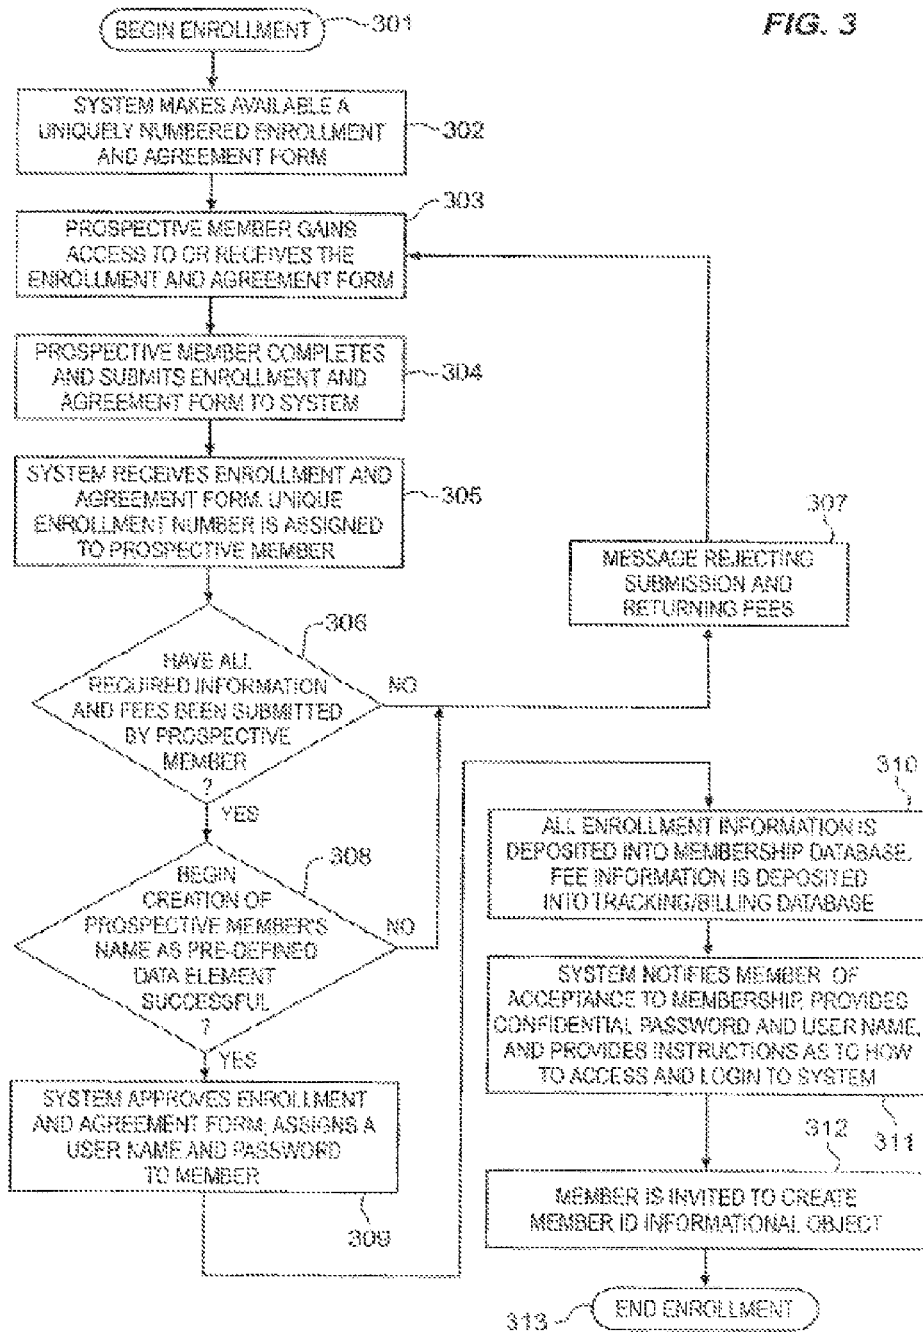 FIG. 3
BEGIN ENROLLMENT
301
SYSTEM MAKES AVAILABLE A
UNIQUELY NUMBERED ENROLLMENT
AND AGREEMENT FORM
302
303
PROSPECTIVE MEMBER GAINS
ACCESS TO OR RECEIVES THE
ENROLLMENT AND AGREEMENT FORM
PROSPECTIVE MEMBER COMPLETES
AND SUBMITS ENROLLMENT AND
AGREEMENT FORM TO SYSTEM
304
SYSTEM RECEIVES ENROLLMENT AND
AGREEMENT FORM. UNIQUE
ENROLLMENT NUMBER IS ASSIGNED
TO PROSPECTIVE MEMBER
305
306
HAVE ALL
REQUIRED INFORMATION
AND FEES BEEN SUBMITTED
BY PROSPECTIVE
MEMBER
?
NO
YES
307
MESSAGE REJECTING
SUBMISSION AND
RETURNING FEES
308
BEGIN
CREATION OF
PROSPECTIVE MEMBER'S
NAME AS PRE-DEFINED
DATA ELEMENT
SUCCESSFUL
?
NO
YES
SYSTEM APPROVES ENROLLMENT
AND AGREEMENT FORM; ASSIGNS A
USER NAME AND PASSWORD
TO MEMBER
309
310
ALL ENROLLMENT INFORMATION IS
DEPOSITED INTO MEMBERSHIP DATABASE.
FEE INFORMATION IS DEPOSITED
INTO TRACKING/BILLING DATABASE
SYSTEM NOTIFIES MEMBER OF
ACCEPTANCE TO MEMBERSHIP, PROVIDES
CONFIDENTIAL PASSWORD AND USER NAME,
AND PROVIDES INSTRUCTIONS AS TO HOW
TO ACCESS AND LOGIN TO SYSTEM
311
312
MEMBER IS INVITED TO CREATE
MEMBER ID INFORMATIONAL OBJECT
END ENROLLMENT
313